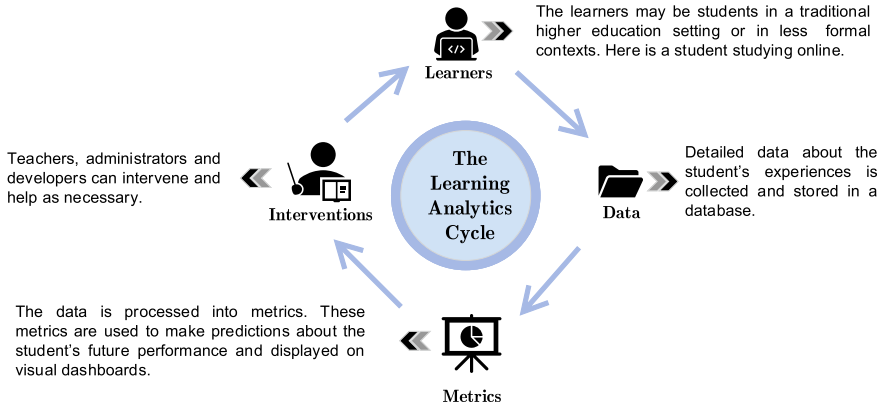 The learners may be students in a traditional
higher education setting or in less formal
contexts. Here is a student studying online.
</>
Learners
The
Learning
Analytics
Cycle
Detailed data about the
student's experiences is
collected and stored in a
database.
Data
Teachers, administrators and
developers can intervene and
help as necessary.
Interventions
The data is processed into metrics. These
metrics are used to make predictions about the
student's future performance and displayed on
visual dashboards.
Metrics